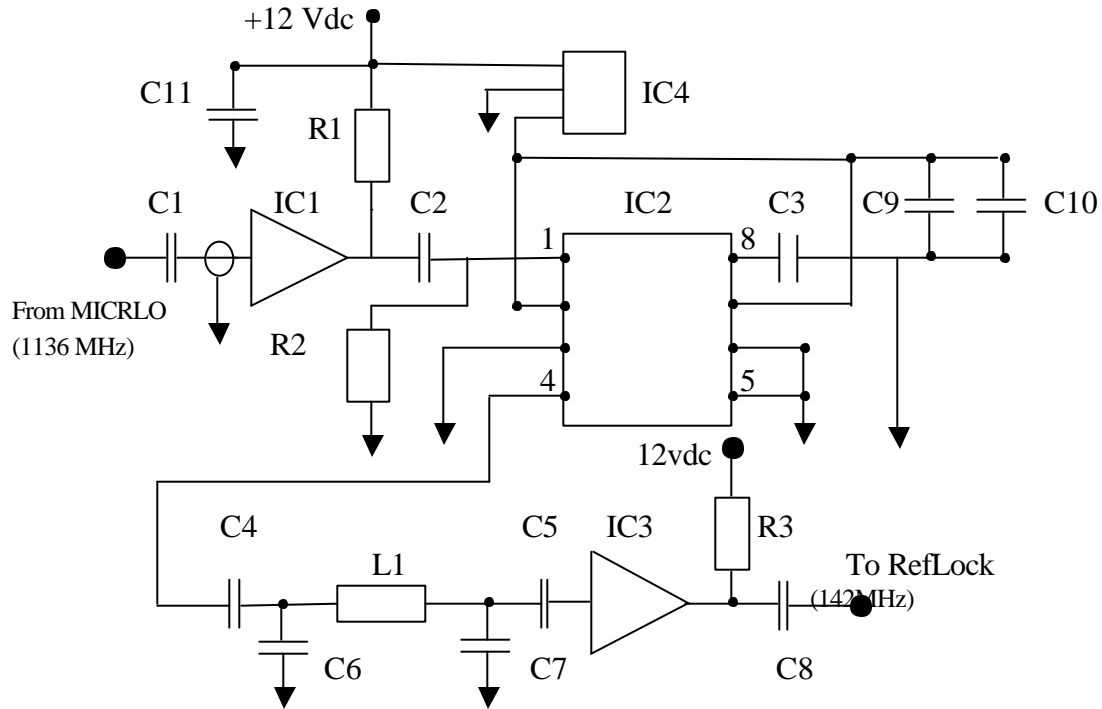 +12 Vdc
C11
IC4
R1
C1
IC1
C2
IC2
C3
C9
C10
1
8
From MICRLO
(1136 MHz)
R2
4
5
12vdc
C4
C5
IC3
R3
L1
To RefLock
(142MHz)
C6
C7
C8